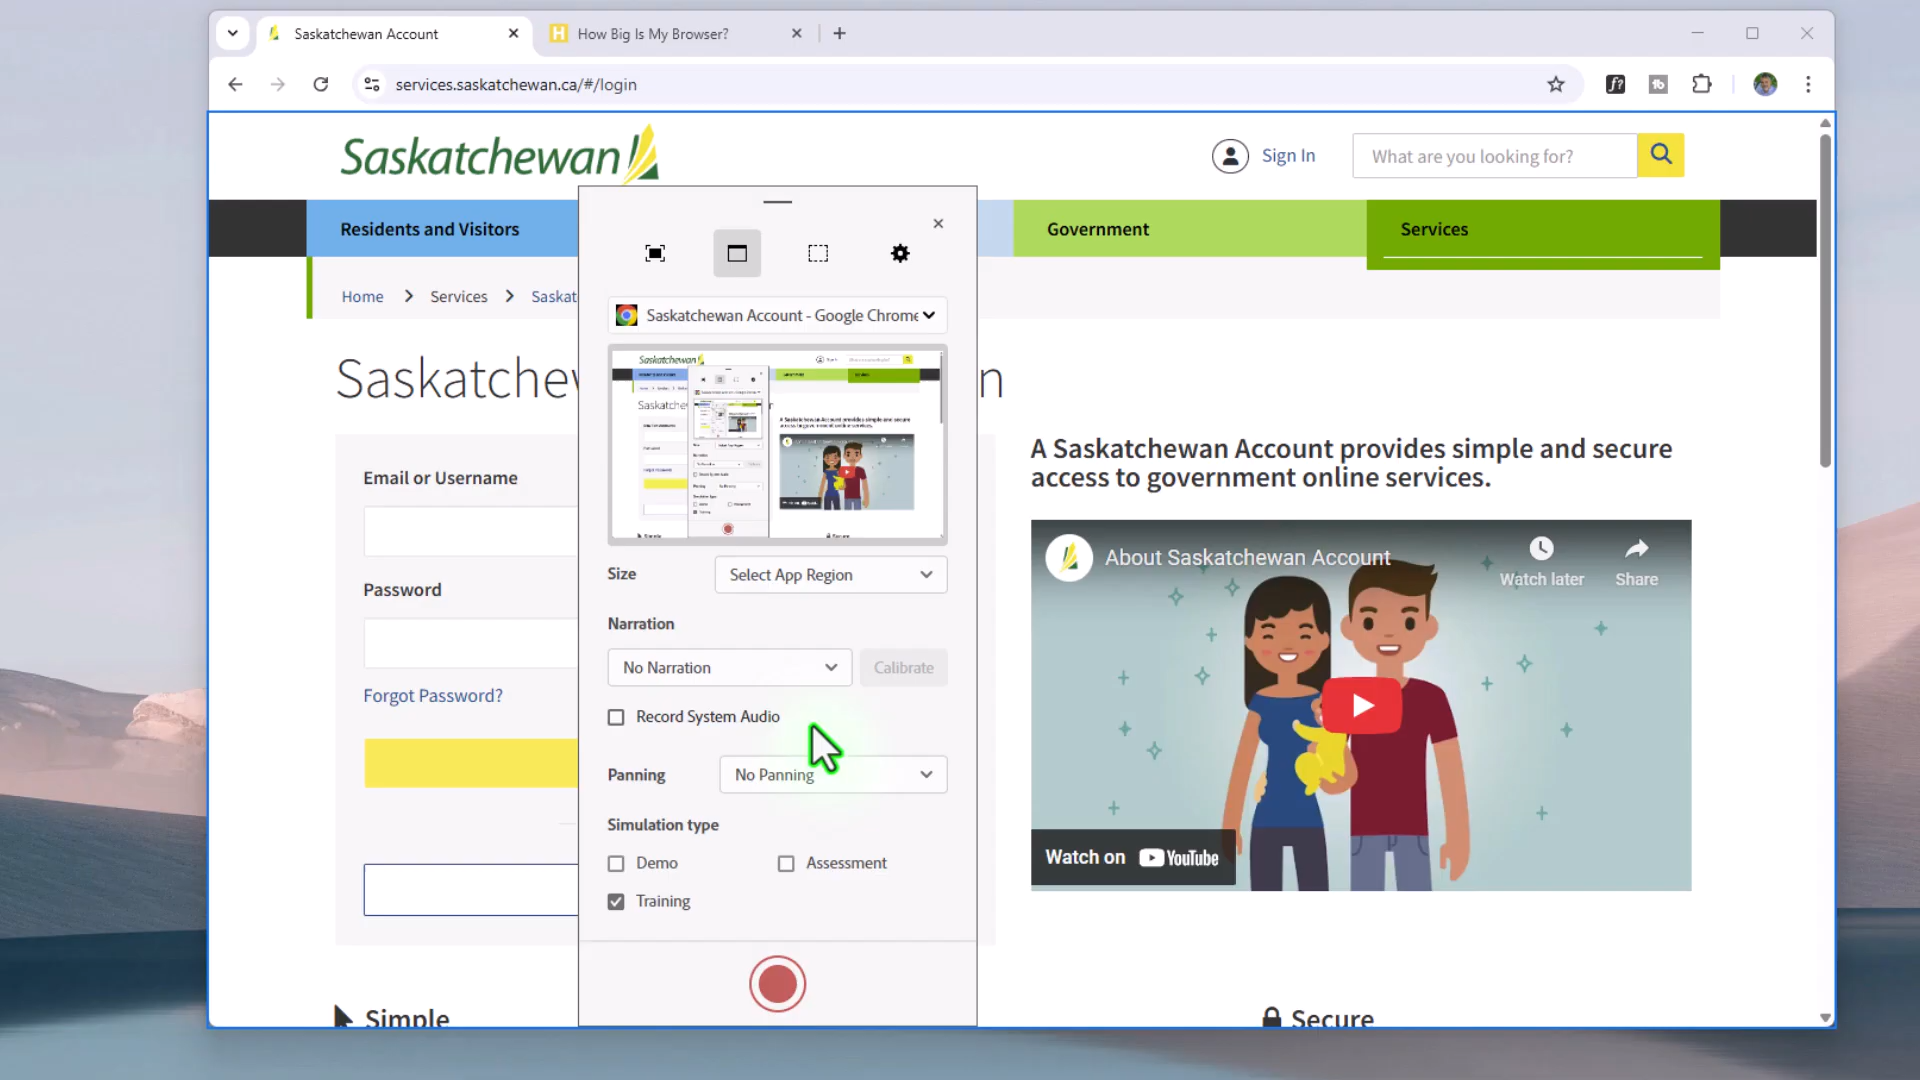 Saskatchewan Account
How Big Is My Browser?
services.saskatchewan.ca/#/login
Saskatchewan
Sign In
What are you looking for?
Residents and Visitors
Government
Services
Home
Services
Saskat
Saskatchew
n
Saskatchewan Account - Google Chrome
A Saskatchewan Account provides simple and secure
access to government online services.
Email or Username
Password
Forgot Password?
Size
Select App Region
Narration
No Narration
Calibrate
Record System Audio
Panning
No Panning
Simulation type
Demo
Assessment
Training
About Saskatchewan Account
Watch later
Share
Watch on YouTube
Simple
Secure